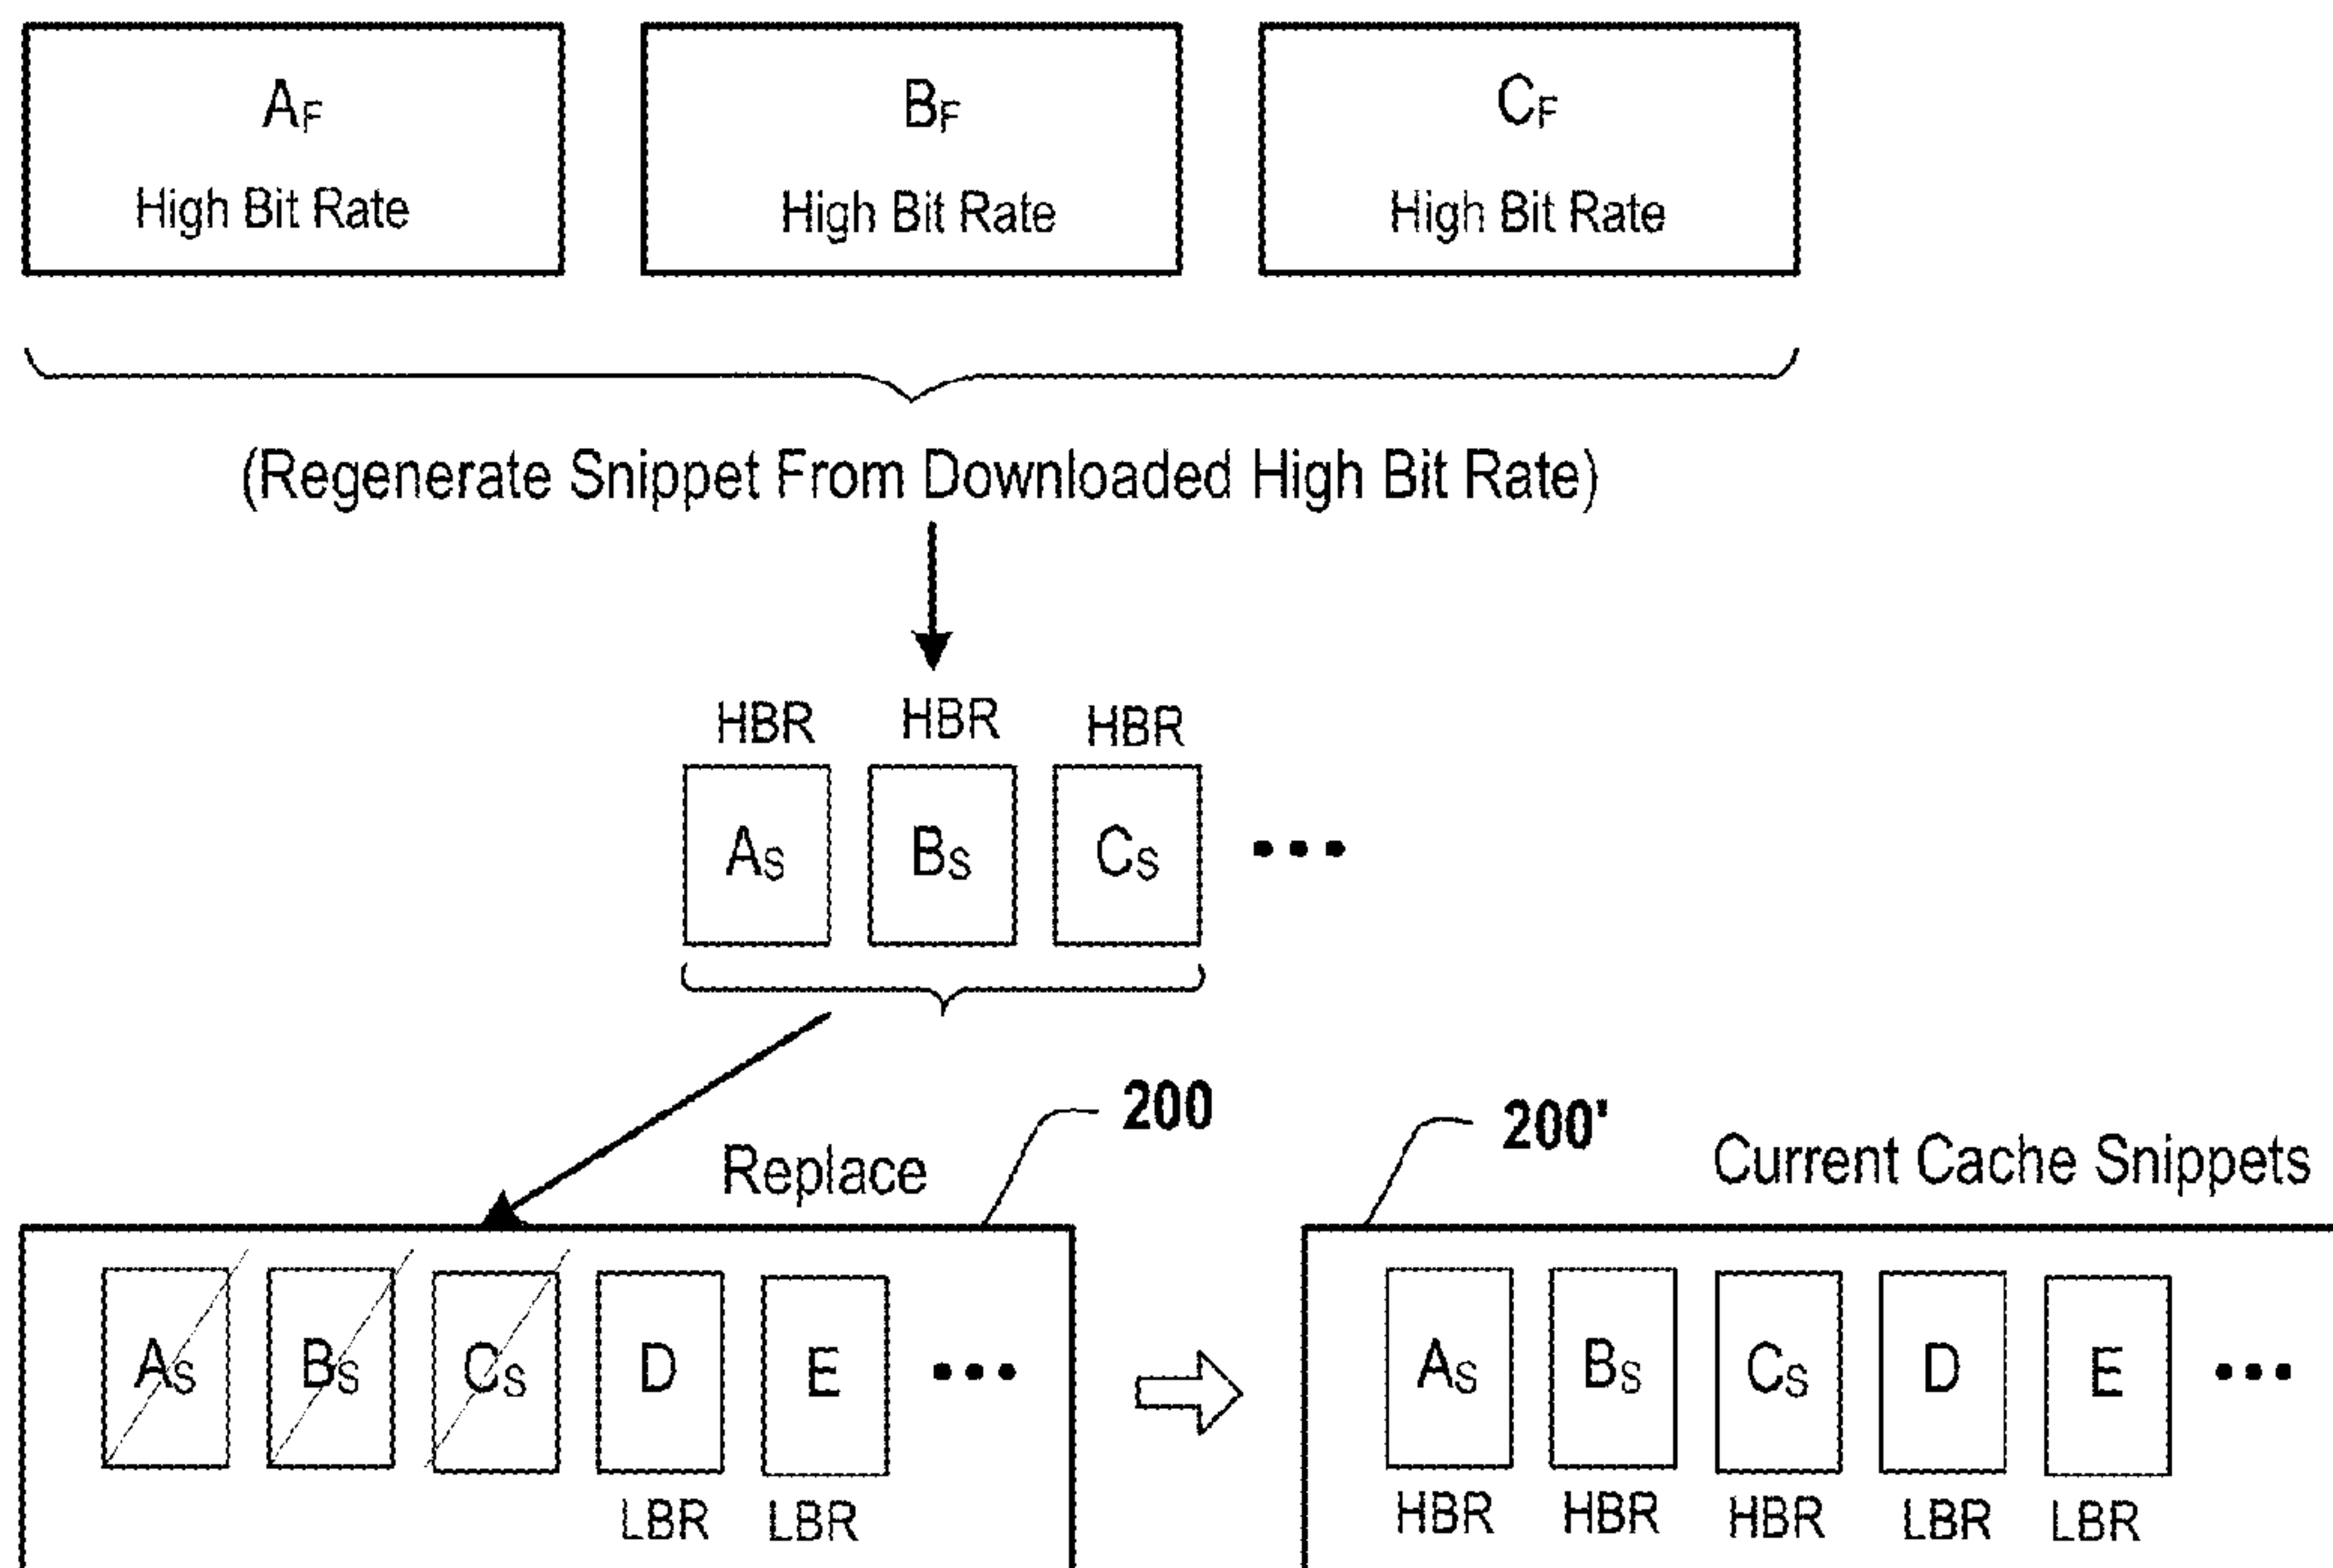 AF BF CF
High Bit Rate High Bit Rate High Bit Rate
(Regenerate Snippet From Downloaded High Bit Rate)
HBR HBR HBR
AS BS CS •••
200 200'
Replace Current Cache Snippets
AS BS CS D E ••• AS BS CS D E •••
LBR LBR HBR HBR HBR LBR LBR